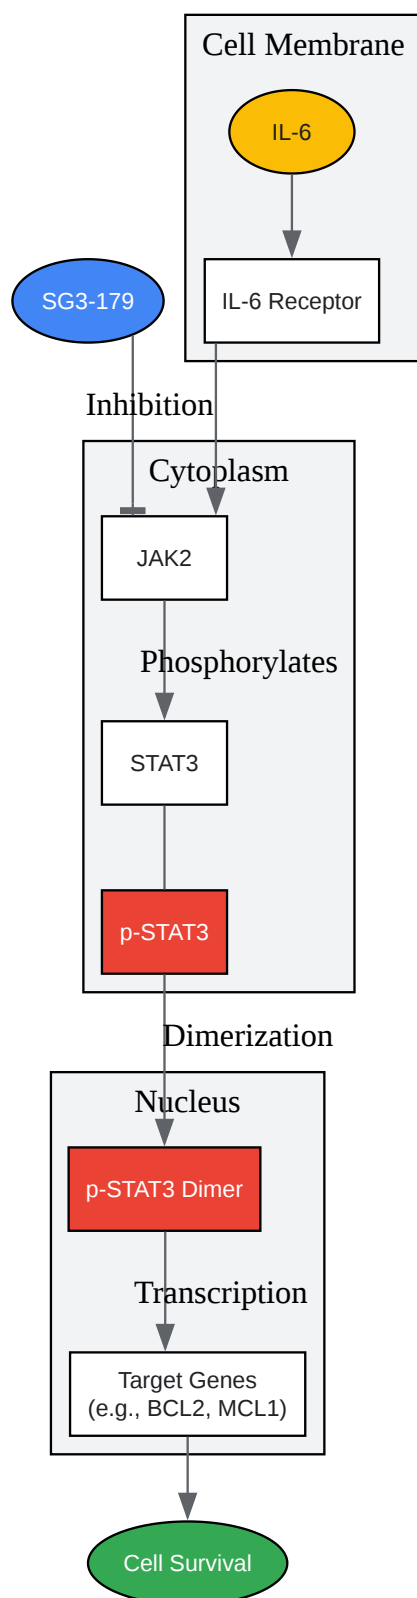 Cell Membrane
IL-6
SG3-179
IL-6 Receptor
Inhibition
Cytoplasm
JAK2
Phosphorylates
STAT3
p-STAT3
Dimerization
Nucleus
p-STAT3 Dimer
Transcription
Target Genes
(e.g., BCL2, MCL1)
Cell Survival